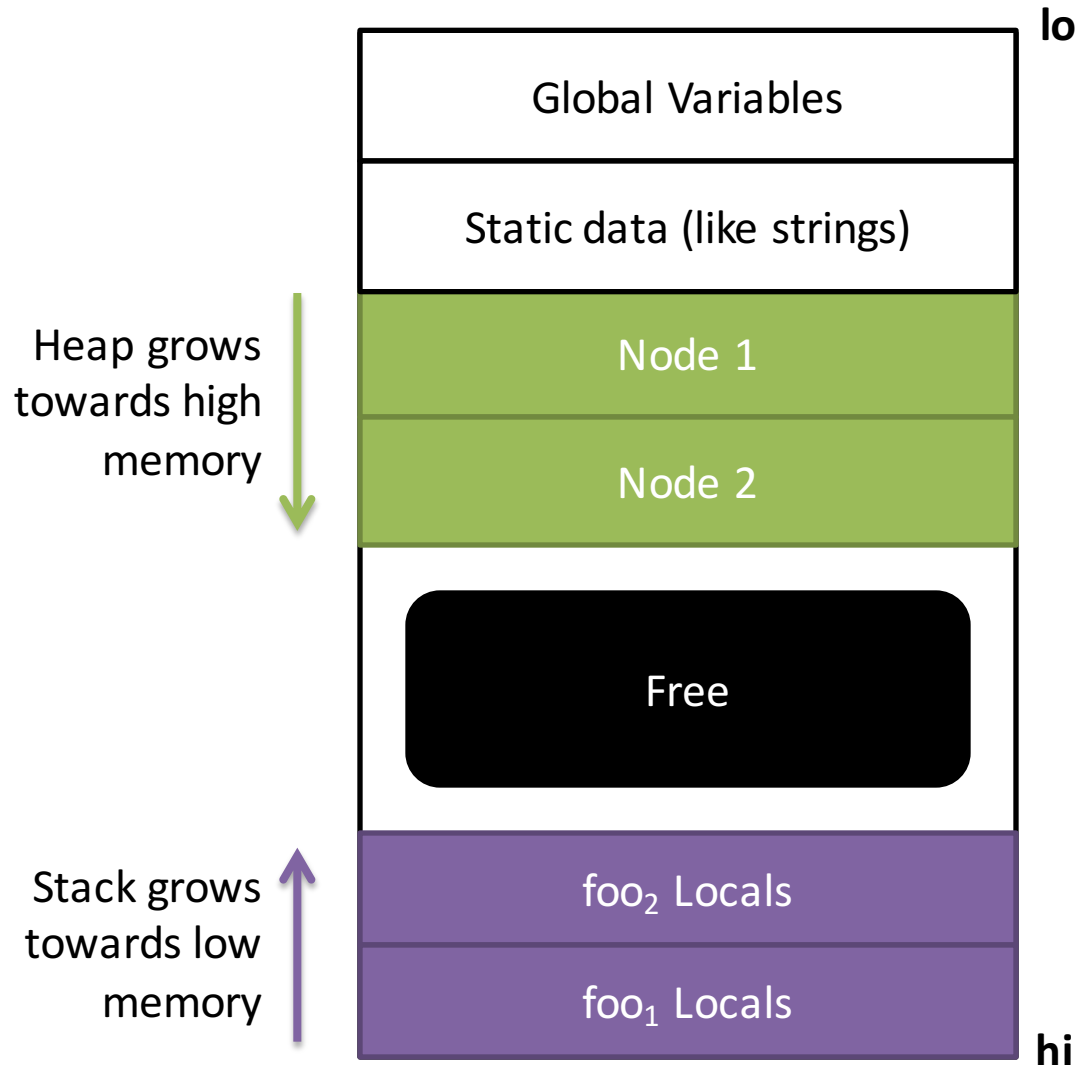 lo
Global Variables
Static data (like strings)
Heap grows
towards high
memory
Node 1
Node 2
Free
Stack grows
towards low
memory
foo₂ Locals
foo₁ Locals
hi